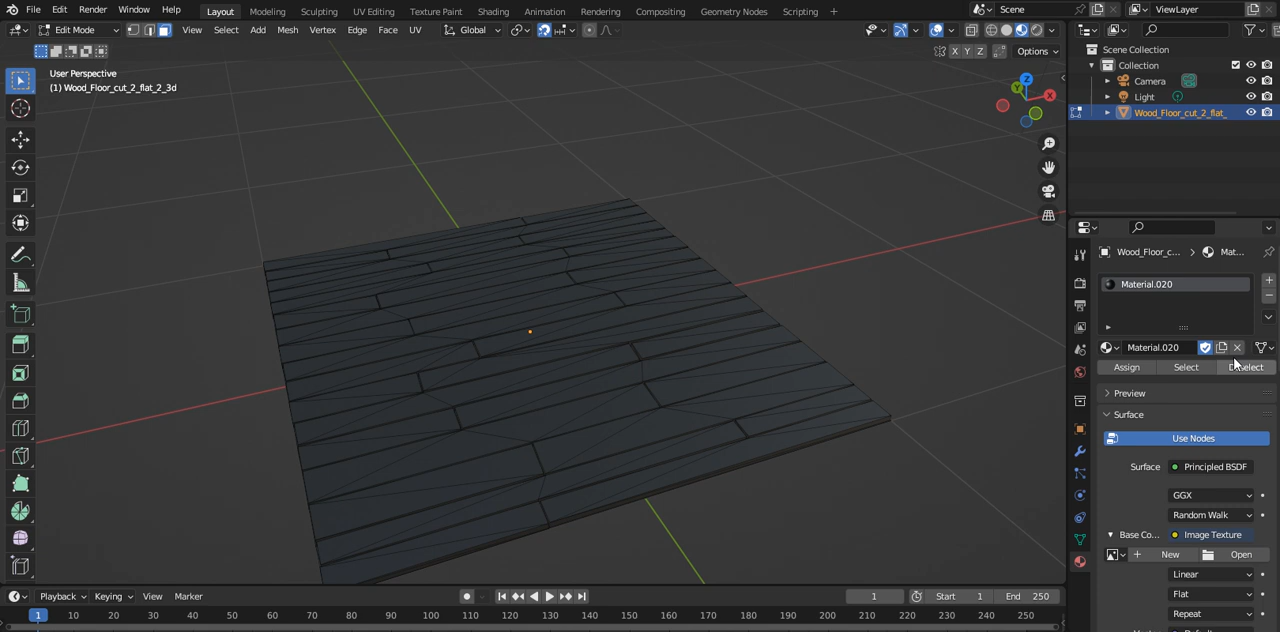 File Edit Render Window Help Layout Modeling Sculpting UV Editing Texture Paint Shading Animation Rendering Compositing Geometry Nodes Scripting + Scene ViewLayer
Edit Mode View Select Add Mesh Vertex Edge Face UV Global
X Y Z Options
User Perspective
(1) Wood_Floor_cut_2_flat_2_3d
Z
Y
X
Scene Collection
Collection
Camera
Light
Wood_Floor_cut_2_flat_
Wood_Floor_c... > Mat...
Material.020
Material.020
Assign Select
Preview
Surface
Use Nodes
Surface Principled BSDF
GGX
Random Walk
Base Co... Image Texture
New Open
Linear
Flat
Repeat
Playback Keying View Marker 1 Start 1 End 250
1 10 20 30 40 50 60 70 80 90 100 110 120 130 140 150 160 170 180 190 200 210 220 230 240 250